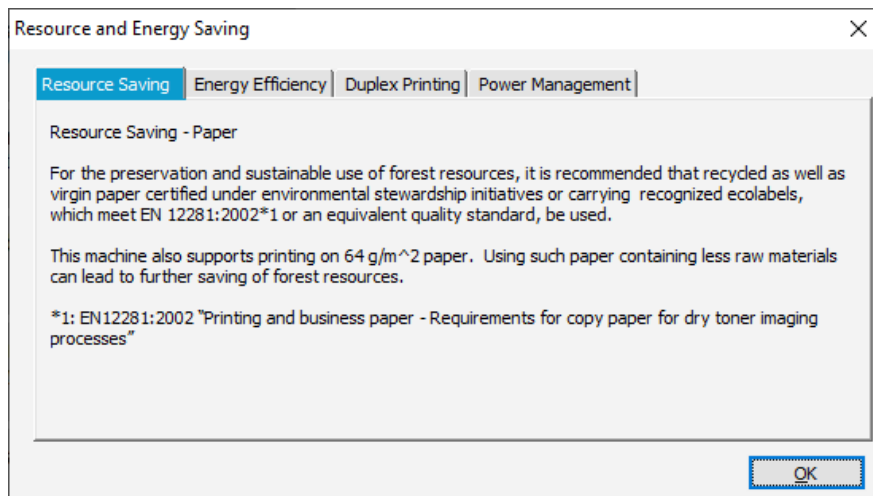 Resource and Energy Saving
Resource Saving
Energy Efficiency
Duplex Printing
Power Management
Resource Saving - Paper
For the preservation and sustainable use of forest resources, it is recommended that recycled as well as
virgin paper certified under environmental stewardship initiatives or carrying  recognized ecolabels,
which meet EN 12281:2002*1 or an equivalent quality standard, be used.
This machine also supports printing on 64 g/m^2 paper.  Using such paper containing less raw materials
can lead to further saving of forest resources.
*1: EN12281:2002 “Printing and business paper - Requirements for copy paper for dry toner imaging
processes”
OK